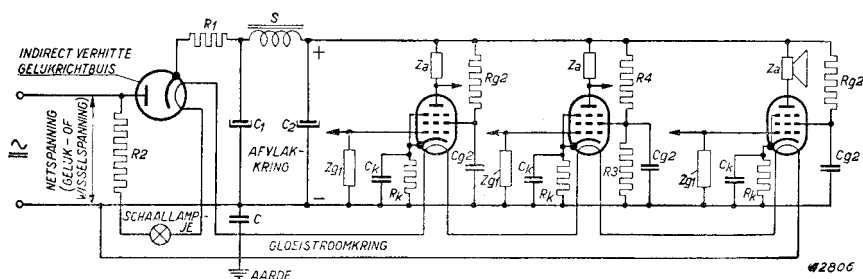 INDIRECT VERHITTE
GELIJKRICHTBUIS
R1
S
+
Za
Rg2
Za
R4
Za
Rg2
NETSPANNING
(GELIJK- OF
WISSELSPANNING)
R2
C1
C2
AFVLAK-
KRING
Zg1
Ck
Rk
Cg2
Zg1
Ck
Rk
R3
Cg2
Zg1
Ck
Rk
Cg2
SCHAALLAMP-
JE
C
−
GLOEISTROOMKRING
AARDE
42806